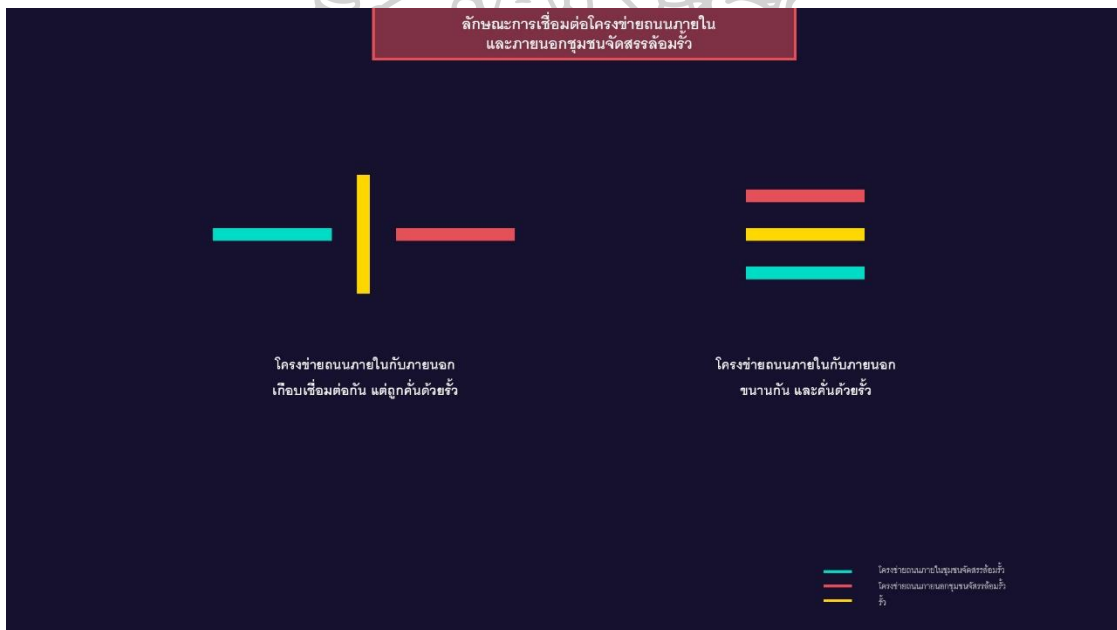 ลักษณะการเชื่อมต่อโครงข่ายถนนภายใน
และภายนอกชุมชนจัดสรรล้อมรั้ว
โครงข่ายถนนภายในกับภายนอก
เกือบเชื่อมต่อกัน แต่ถูกคั่นด้วยรั้ว
โครงข่ายถนนภายในกับภายนอก
ขนานกัน และคั่นด้วยรั้ว
โครงข่ายถนนภายในชุมชนจัดสรรล้อมรั้ว
โครงข่ายถนนภายนอกชุมชนจัดสรรล้อมรั้ว
รั้ว